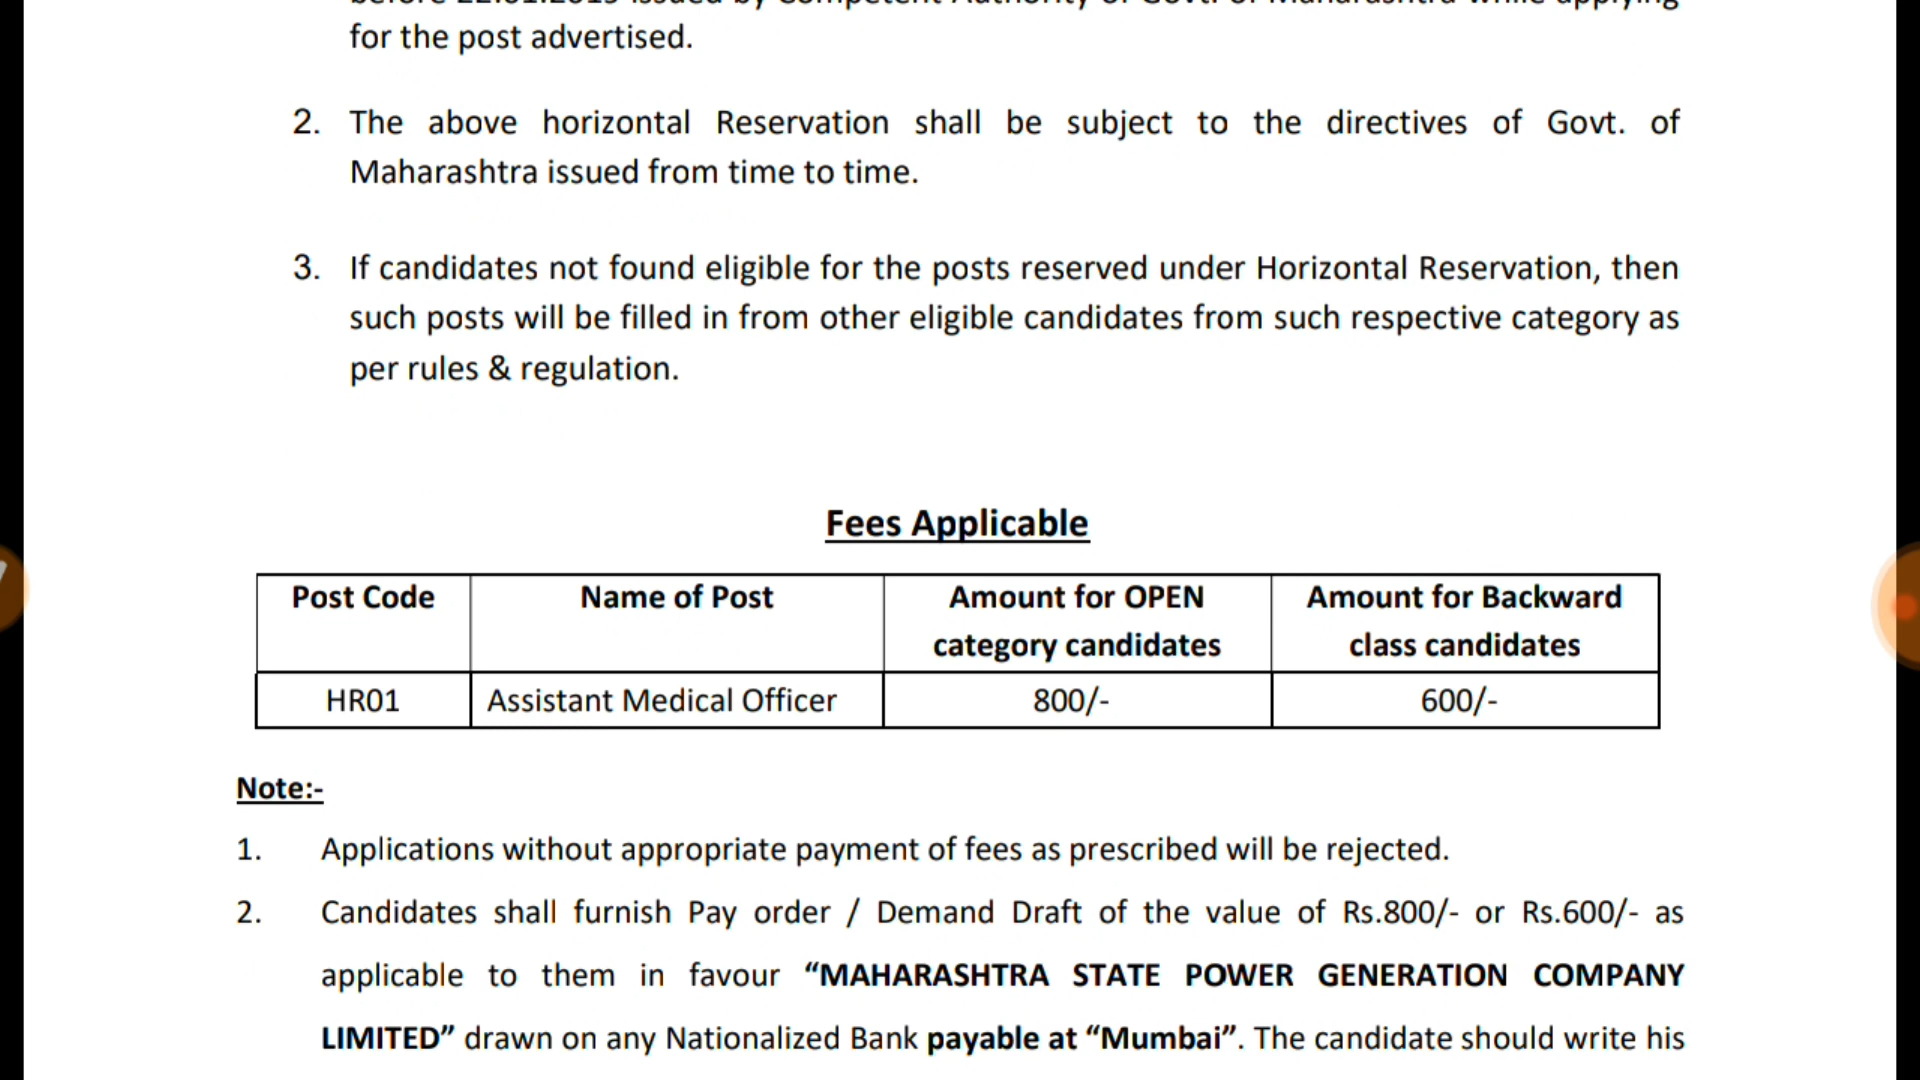 for the post advertised.
2. The above horizontal Reservation shall be subject to the directives of Govt. of
Maharashtra issued from time to time.
3. If candidates not found eligible for the posts reserved under Horizontal Reservation, then
such posts will be filled in from other eligible candidates from such respective category as
per rules & regulation.
Fees Applicable
Post Code Name of Post Amount for OPEN Amount for Backward
category candidates class candidates
HR01 Assistant Medical Officer 800/- 600/-
Note:-
1. Applications without appropriate payment of fees as prescribed will be rejected.
2. Candidates shall furnish Pay order / Demand Draft of the value of Rs.800/- or Rs.600/- as
applicable to them in favour “MAHARASHTRA STATE POWER GENERATION COMPANY
LIMITED” drawn on any Nationalized Bank payable at “Mumbai”. The candidate should write his